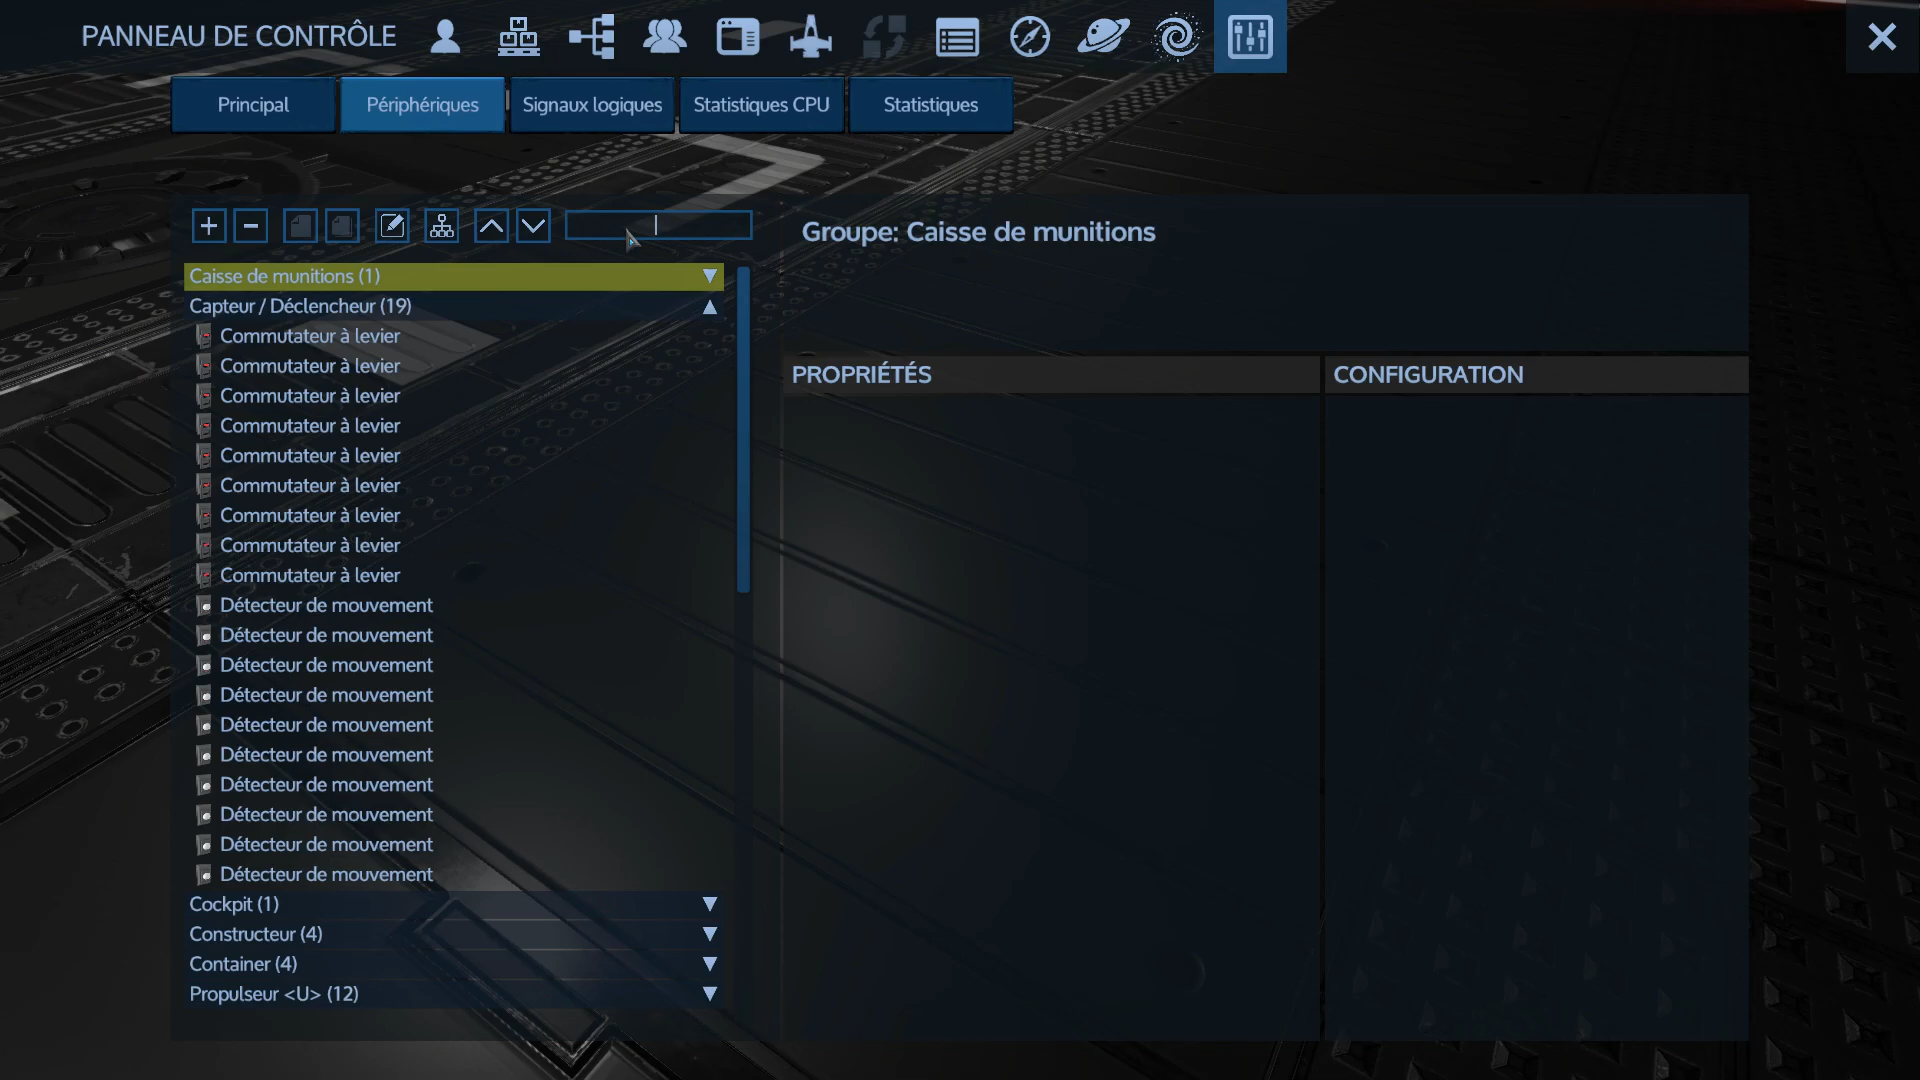 PANNEAU DE CONTRÔLE
Principal
Périphériques
Signaux logiques
Statistiques CPU
Statistiques
Groupe: Caisse de munitions
Caisse de munitions (1)
Capteur / Déclencheur (19)
Commutateur à levier
Commutateur à levier
Commutateur à levier
Commutateur à levier
Commutateur à levier
Commutateur à levier
Commutateur à levier
Commutateur à levier
Commutateur à levier
Détecteur de mouvement
Détecteur de mouvement
Détecteur de mouvement
Détecteur de mouvement
Détecteur de mouvement
Détecteur de mouvement
Détecteur de mouvement
Détecteur de mouvement
Détecteur de mouvement
Détecteur de mouvement
Cockpit (1)
Constructeur (4)
Container (4)
Propulseur <U> (12)
PROPRIÉTÉS
CONFIGURATION